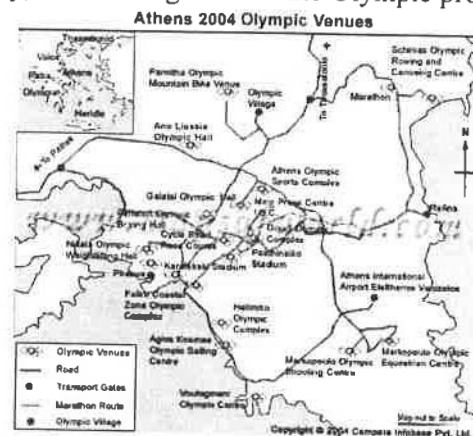 Olympic pro
Athens 2004 Olympic Venues
Thessaloniki
Volos
Patra
Athens
Olympia
Parnitha Olympic
Mountain Bike Venue
Olympic
Village
To Thessaloniki
Schinias Olympic
Rowing and
Canoeing Centre
Marathon
Ano Liossia
Olympic Hall
To Patras
N
Athens Olympic
Sports Complex
Galatsi Olympic Hall
Main Press Centre
Olympic
Boxing Hall
Cycle Road
Race Course
Complex
Rafina
Nikaia Olympic
Weightlifting Hall
Panathinaiko
Stadium
Piraeus
Karaiskaki Stadium
Faliro Coastal
Zone Olympic
Complex
Athens International
Airport Eleftherios Venizelos
Helliniko
Olympic
Complex
Agios Kosmas
Olympic Sailing
Centre
Markopoulo Olympic
Shooting Centre
Markopoulo Olympic
Equestrian Centre
Vouliagmeni
Olympic Centre
Olympic Venues
Road
Transport Gates
Marathon Route
Olympic Village
Map not to Scale
Copyright © 2004 Compare Infobase Pvt. Ltd